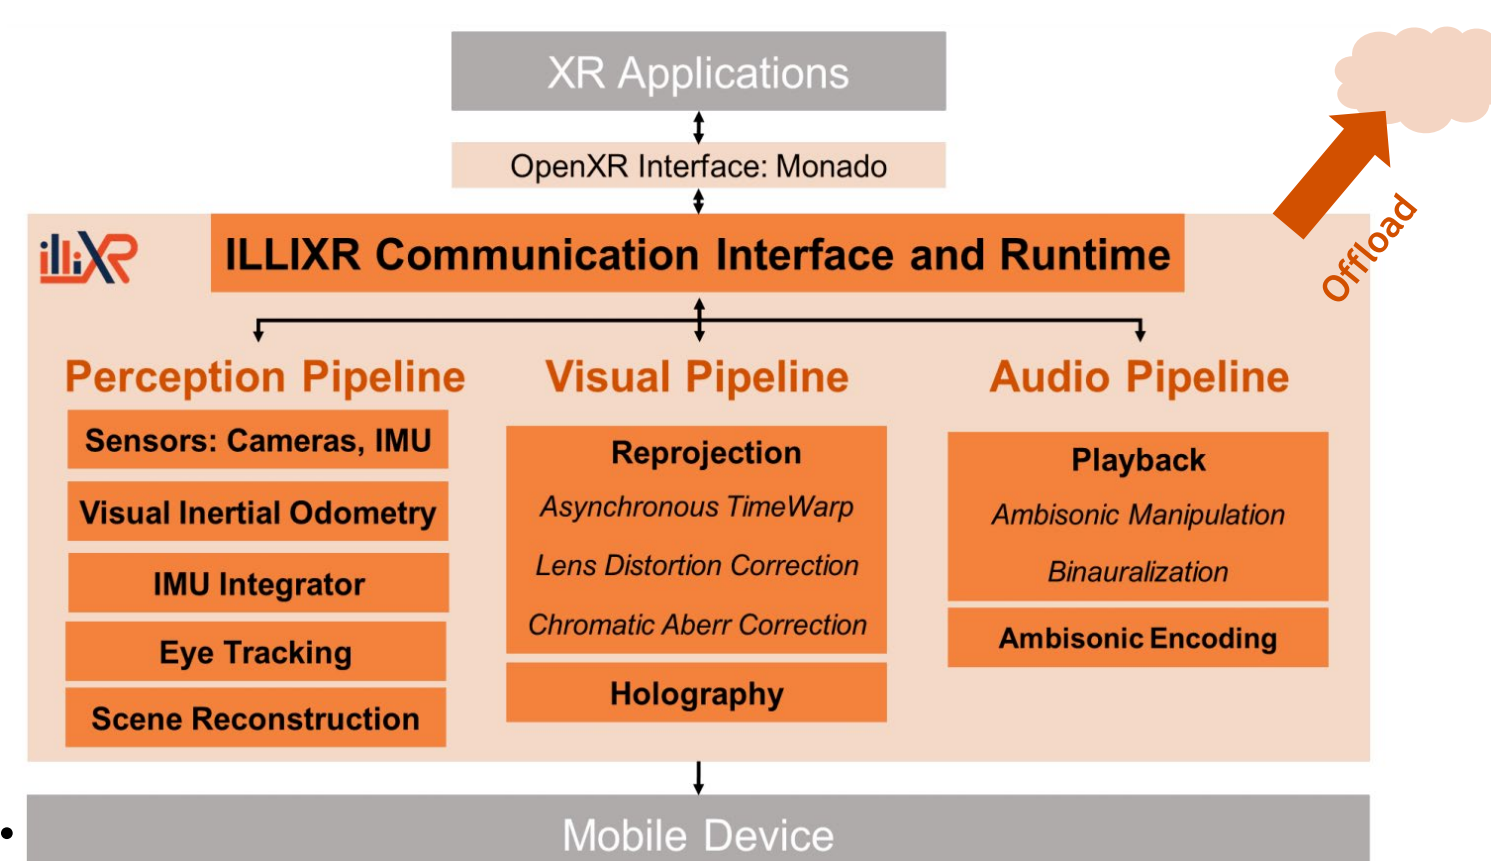 XR Applications
OpenXR Interface: Monado
Offload
illiXR
ILLIXR Communication Interface and Runtime
Perception Pipeline
Sensors: Cameras, IMU
Visual Inertial Odometry
IMU Integrator
Eye Tracking
Scene Reconstruction
Visual Pipeline
Reprojection
Asynchronous TimeWarp
Lens Distortion Correction
Chromatic Aberr Correction
Holography
Audio Pipeline
Playback
Ambisonic Manipulation
Binauralization
Ambisonic Encoding
Mobile Device